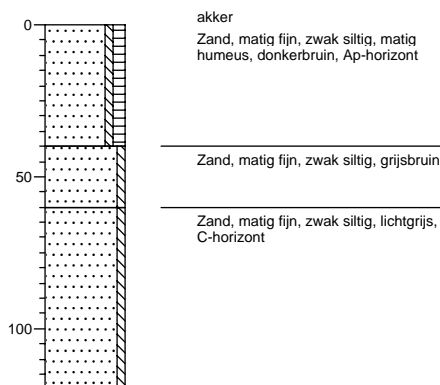 0
akker
Zand, matig fijn, zwak siltig, matig
humeus, donkerbruin, Ap-horizont
Zand, matig fijn, zwak siltig, grijsbruin
50
Zand, matig fijn, zwak siltig, lichtgrijs,
C-horizont
100